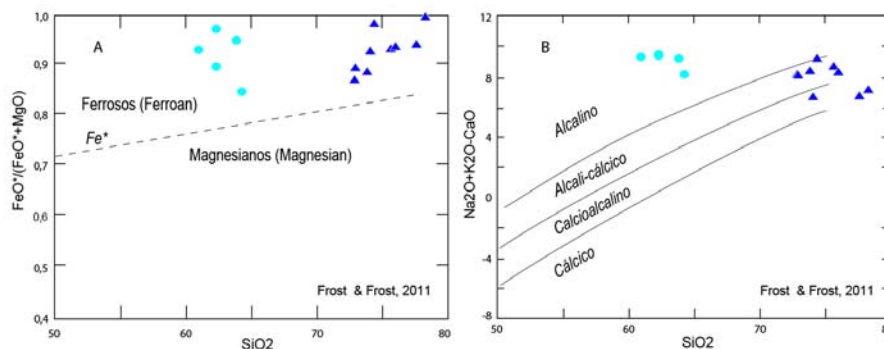 1,0
0,9
0,8
0,7
0,6
0,5
0,4
FeO*/(FeO*+MgO)
A
Ferrosos (Ferroan)
Fe*
Magnesianos (Magnesian)
Frost & Frost, 2011
50
60
70
80
SiO2
12
8
4
0
-4
-8
Na2O+K2O-CaO
B
Alcalino
Alcali-cálcico
Calcioalcalino
Cálcico
Frost & Frost, 2011
50
60
70
80
SiO2